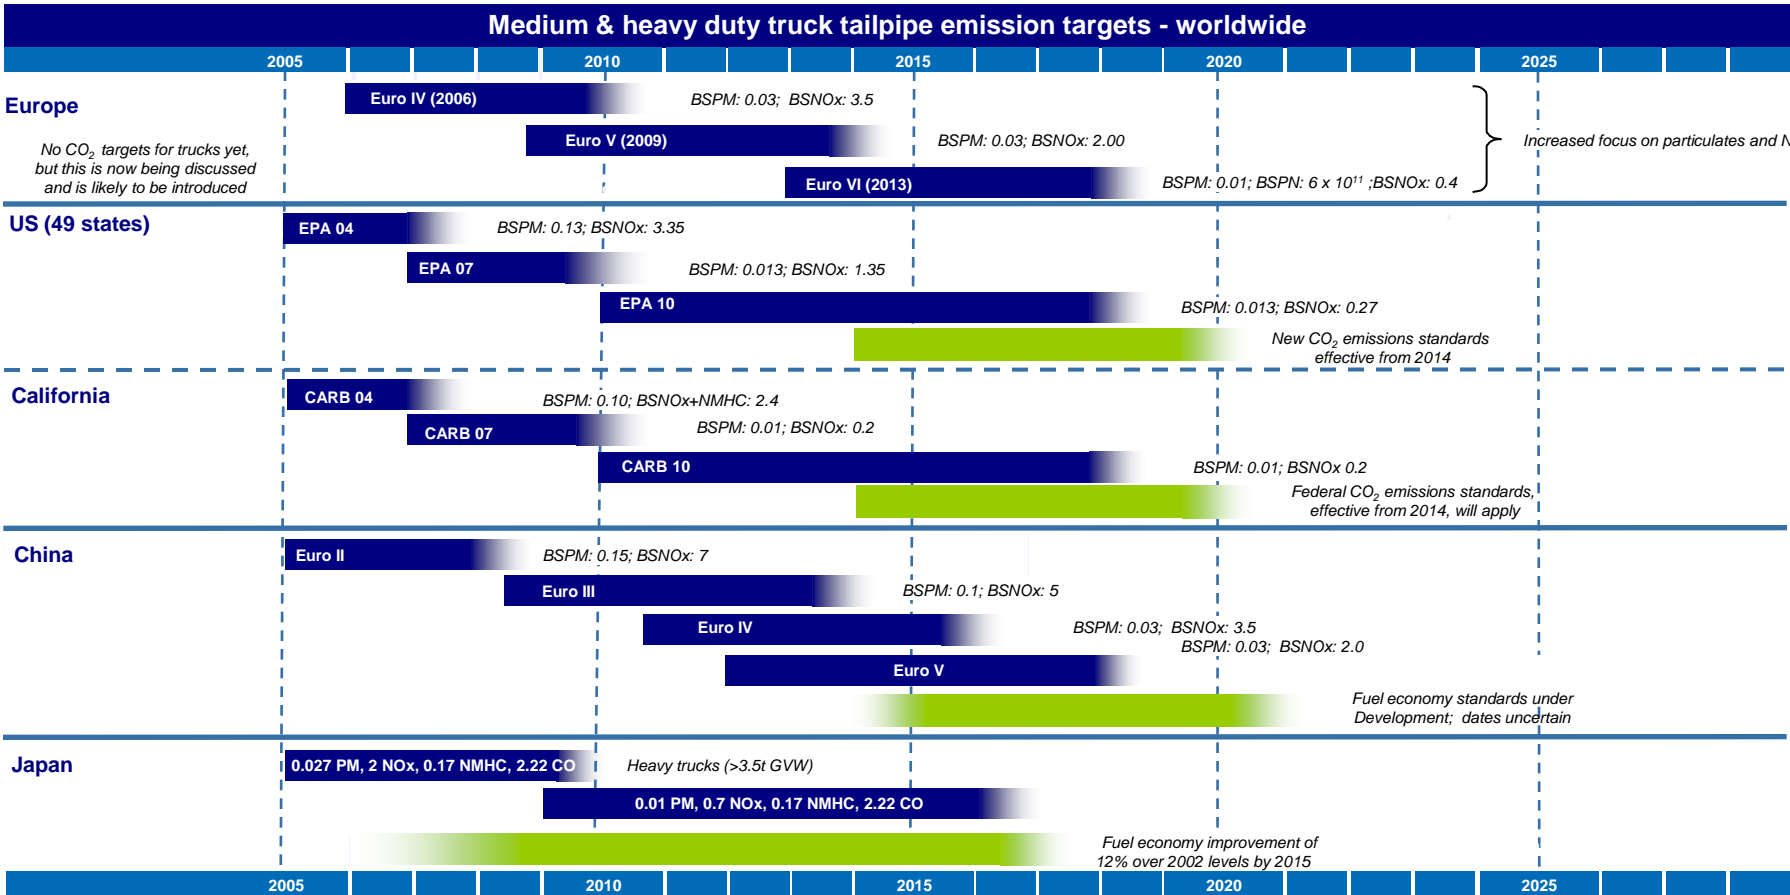 Medium & heavy duty truck tailpipe emission targets - worldwide
2005 2010 2015 2020 2025
Europe
No CO₂ targets for trucks yet,
but this is now being discussed
and is likely to be introduced
Euro IV (2006) BSPM: 0.03; BSNOx: 3.5
Euro V (2009) BSPM: 0.03; BSNOx: 2.00
Euro VI (2013) BSPM: 0.01; BSPN: 6 x 10¹¹ ;BSNOx: 0.4
Increased focus on particulates and N
US (49 states)
EPA 04 BSPM: 0.13; BSNOx: 3.35
EPA 07 BSPM: 0.013; BSNOx: 1.35
EPA 10 BSPM: 0.013; BSNOx: 0.27
New CO₂ emissions standards
effective from 2014
California
CARB 04 BSPM: 0.10; BSNOx+NMHC: 2.4
CARB 07 BSPM: 0.01; BSNOx: 0.2
CARB 10 BSPM: 0.01; BSNOx 0.2
Federal CO₂ emissions standards,
effective from 2014, will apply
China
Euro II BSPM: 0.15; BSNOx: 7
Euro III BSPM: 0.1; BSNOx: 5
Euro IV BSPM: 0.03; BSNOx: 3.5
BSPM: 0.03; BSNOx: 2.0
Euro V
Fuel economy standards under
Development; dates uncertain
Japan
0.027 PM, 2 NOx, 0.17 NMHC, 2.22 CO Heavy trucks (>3.5t GVW)
0.01 PM, 0.7 NOx, 0.17 NMHC, 2.22 CO
Fuel economy improvement of
12% over 2002 levels by 2015
2005 2010 2015 2020 2025